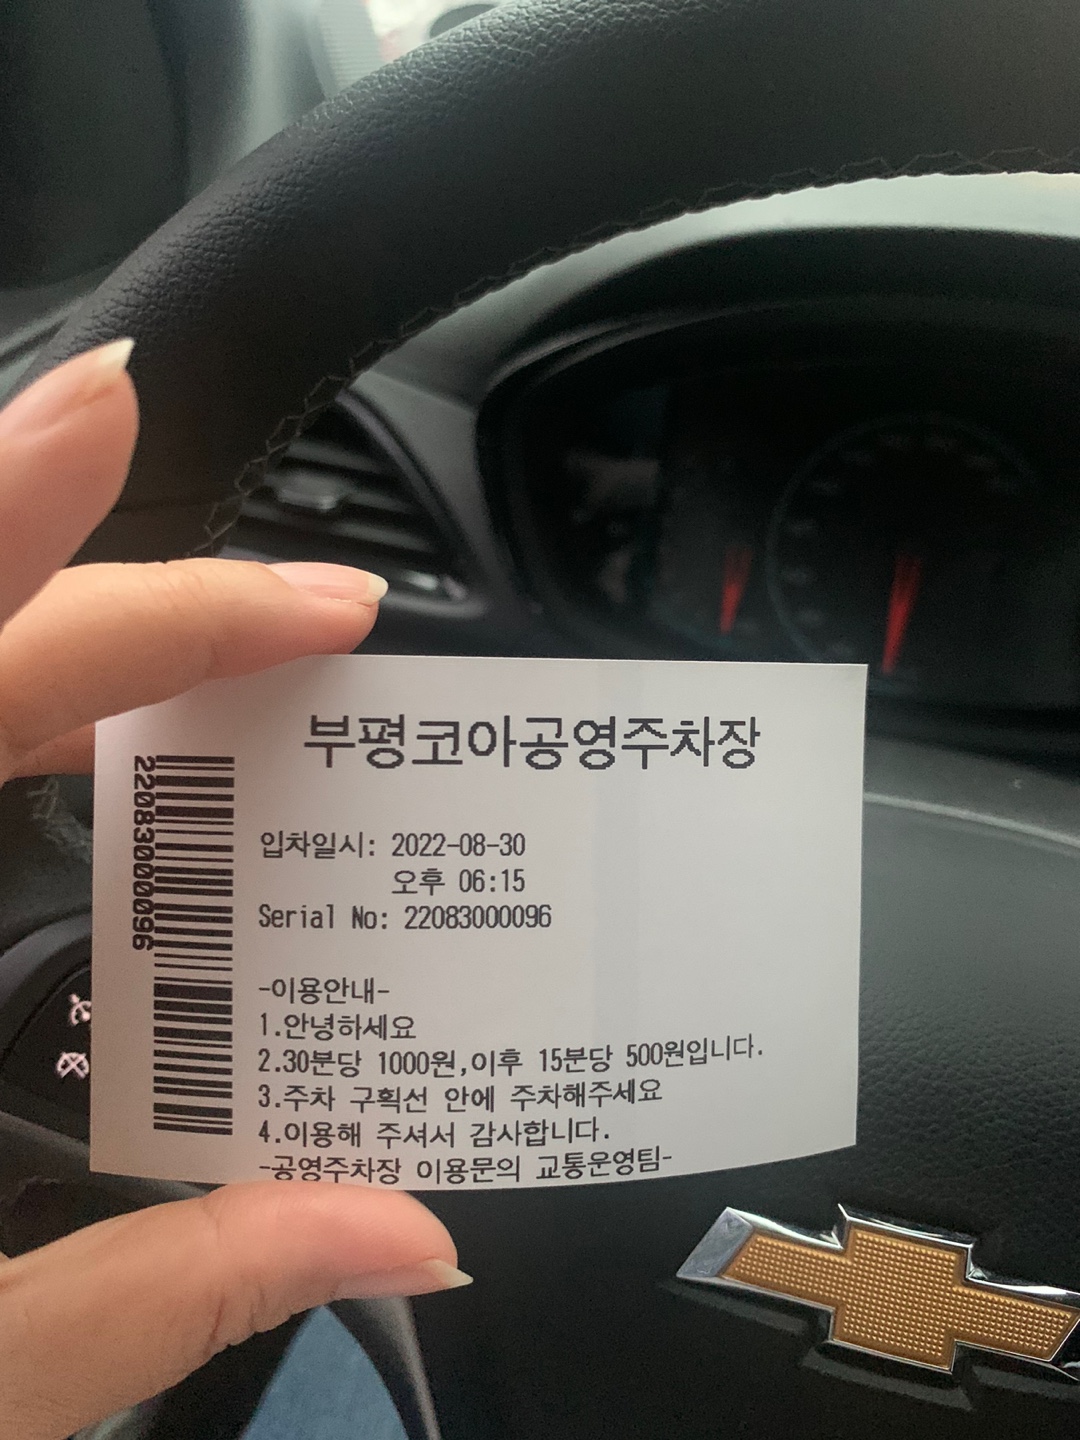 부평코아공영주차장
22083000096
입차일시: 2022-08-30
오후 06:15
Serial No: 22083000096
-이용안내-
1.안녕하세요
2.30분당 1000원,이후 15분당 500원입니다.
3.주차 구획선 안에 주차해주세요
4.이용해 주셔서 감사합니다.
-공영주차장 이용문의 교통운영팀-